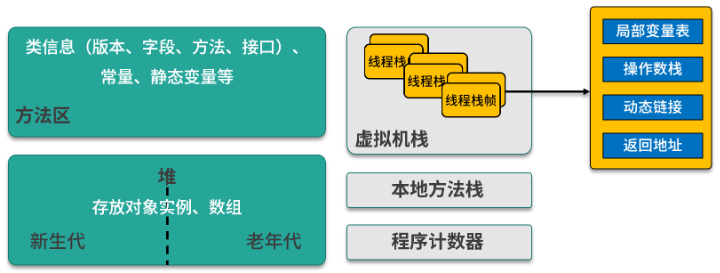 类信息（版本、字段、方法、接口）、
常量、静态变量等
方法区
堆
存放对象实例、数组
新生代
老年代
线程栈
线程栈
线程栈帧
虚拟机栈
本地方法栈
程序计数器
局部变量表
操作数栈
动态链接
返回地址